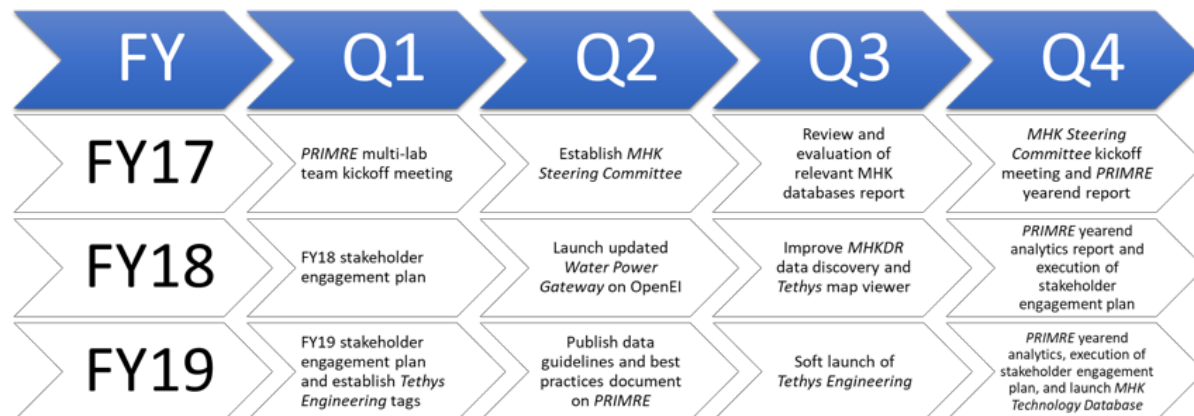 FY
Q1
Q2
Q3
Q4
FY17
PRIMRE multi-lab
team kickoff meeting
Establish MHK
Steering Committee
Review and
evaluation of
relevant MHK
databases report
MHK Steering
Committee kickoff
meeting and PRIMRE
yearend report
FY18
FY18 stakeholder
engagement plan
Launch updated
Water Power
Gateway on OpenEI
Improve MHKDR
data discovery and
Tethys map viewer
PRIMRE yearend
analytics report and
execution of
stakeholder
engagement plan
FY19
FY19 stakeholder
engagement plan
and establish Tethys
Engineering tags
Publish data
guidelines and best
practices document
on PRIMRE
Soft launch of
Tethys Engineering
PRIMRE yearend
analytics, execution of
stakeholder engagement
plan, and launch MHK
Technology Database